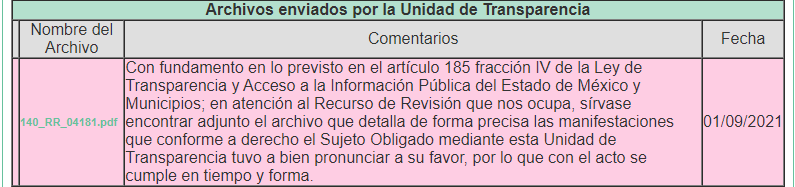 Archivos enviados por la Unidad de Transparencia
Nombre del
Archivo
Comentarios
Fecha
140_RR_04181.pdf
Con fundamento en lo previsto en el artículo 185 fracción IV de la Ley de
Transparencia y Acceso a la Información Pública del Estado de México y
Municipios; en atención al Recurso de Revisión que nos ocupa, sírvase
encontrar adjunto el archivo que detalla de forma precisa las manifestaciones
que conforme a derecho el Sujeto Obligado mediante esta Unidad de
Transparencia tuvo a bien pronunciar a su favor, por lo que con el acto se
cumple en tiempo y forma.
01/09/2021